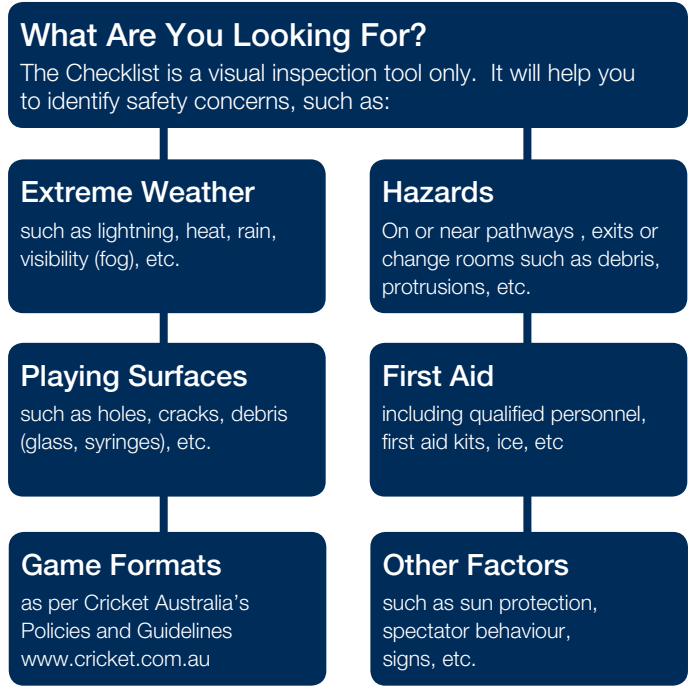 What Are You Looking For?
The Checklist is a visual inspection tool only.  It will help you
to identify safety concerns, such as:
Extreme Weather
such as lightning, heat, rain,
visibility (fog), etc.
Hazards
On or near pathways , exits or
change rooms such as debris,
protrusions, etc.
Playing Surfaces
such as holes, cracks, debris
(glass, syringes), etc.
First Aid
including qualified personnel,
first aid kits, ice, etc
Game Formats
as per Cricket Australia's
Policies and Guidelines
www.cricket.com.au
Other Factors
such as sun protection,
spectator behaviour,
signs, etc.